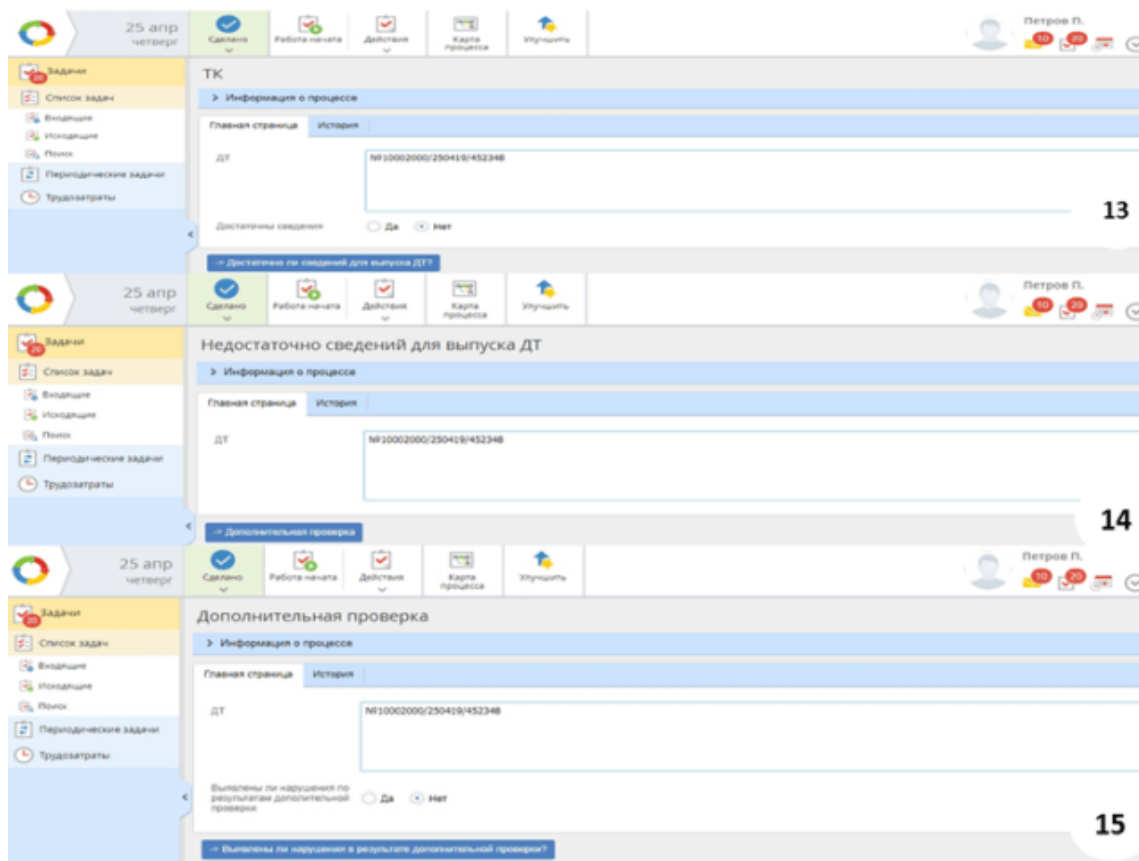 25 апр
четверг
Сделано
Работа начата
Действия
Карта
процесса
Улучшить
Петров П.
10
20
Задачи
20
Список задач
Входящие
Исходящие
Поиск
Периодические задачи
Трудозатраты
ТК
> Информация о процессе
Главная страница
История
ДТ
№10002000/250419/452348
Достаточны сведения
Да
Нет
-> Достаточно ли сведений для выпуска ДТ?
13
25 апр
четверг
Сделано
Работа начата
Действия
Карта
процесса
Улучшить
Петров П.
10
20
Задачи
20
Список задач
Входящие
Исходящие
Поиск
Периодические задачи
Трудозатраты
Недостаточно сведений для выпуска ДТ
> Информация о процессе
Главная страница
История
ДТ
№10002000/250419/452348
-> Дополнительная проверка
14
25 апр
четверг
Сделано
Работа начата
Действия
Карта
процесса
Улучшить
Петров П.
10
20
Задачи
20
Список задач
Входящие
Исходящие
Поиск
Периодические задачи
Трудозатраты
Дополнительная проверка
> Информация о процессе
Главная страница
История
ДТ
№10002000/250419/452348
Выявлены ли нарушения по
результатам дополнительной
проверки
Да
Нет
-> Выявлены ли нарушения в результате дополнительной проверки?
15